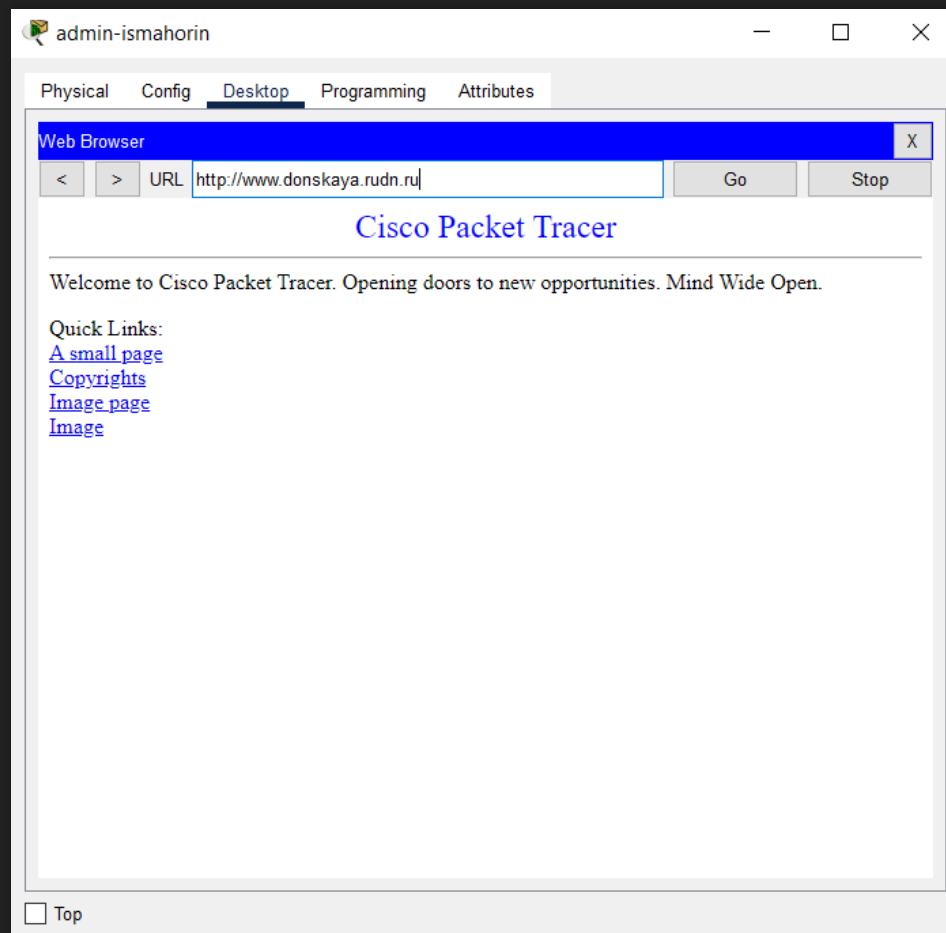 admin-ismahorin
Physical Config Desktop Programming Attributes
Web Browser X
< > URL http://www.donskaya.rudn.ru Go Stop
Cisco Packet Tracer
Welcome to Cisco Packet Tracer. Opening doors to new opportunities. Mind Wide Open.
Quick Links:
A small page
Copyrights
Image page
Image
Top